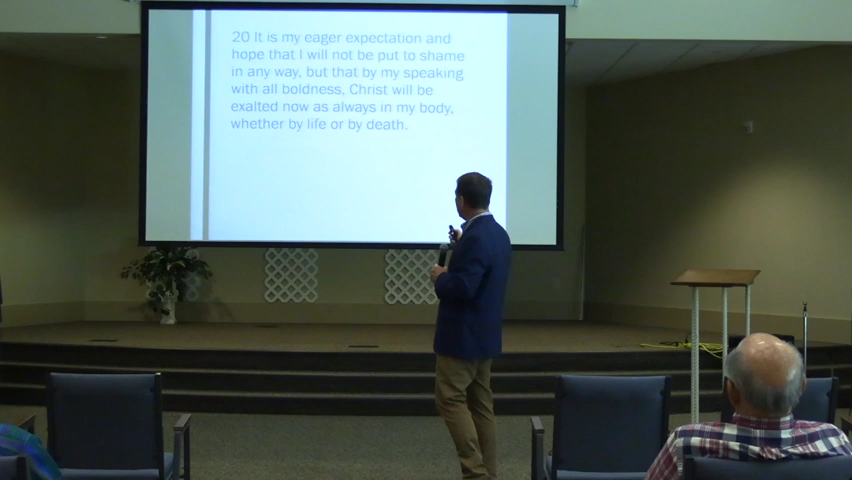 20 It is my eager expectation and
hope that I will not be put to shame
in any way, but that by my speaking
with all boldness, Christ will be
exalted now as always in my body,
whether by life or by death.